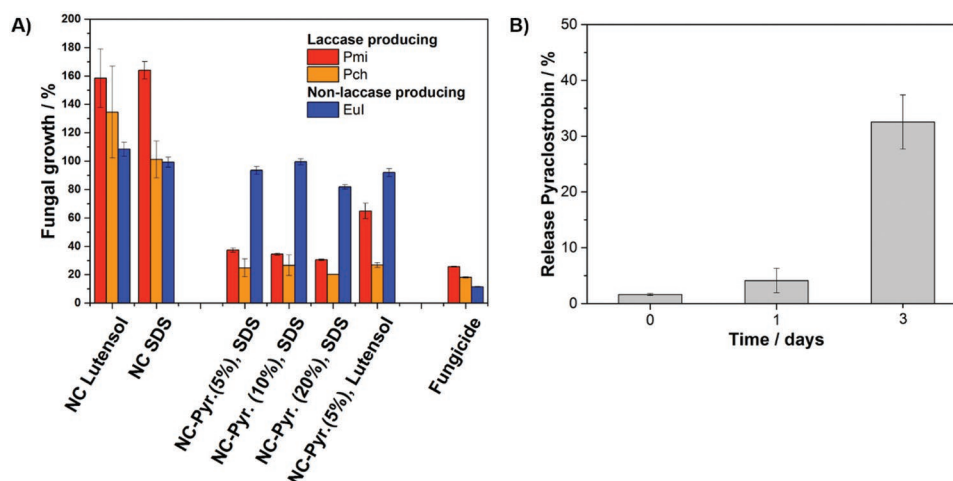 A)
Fungal growth / %
200
180
160
140
120
100
80
60
40
20
0
Laccase producing
Pmi
Pch
Non-laccase producing
Eul
NC Lutensol
NC SDS
NC-Pyr.(5%), SDS
NC-Pyr. (10%), SDS
NC-Pyr. (20%), SDS
NC-Pyr.(5%), Lutensol
Fungicide
B)
Release Pyraclostrobin / %
50
40
30
20
10
0
0 1 3
Time / days